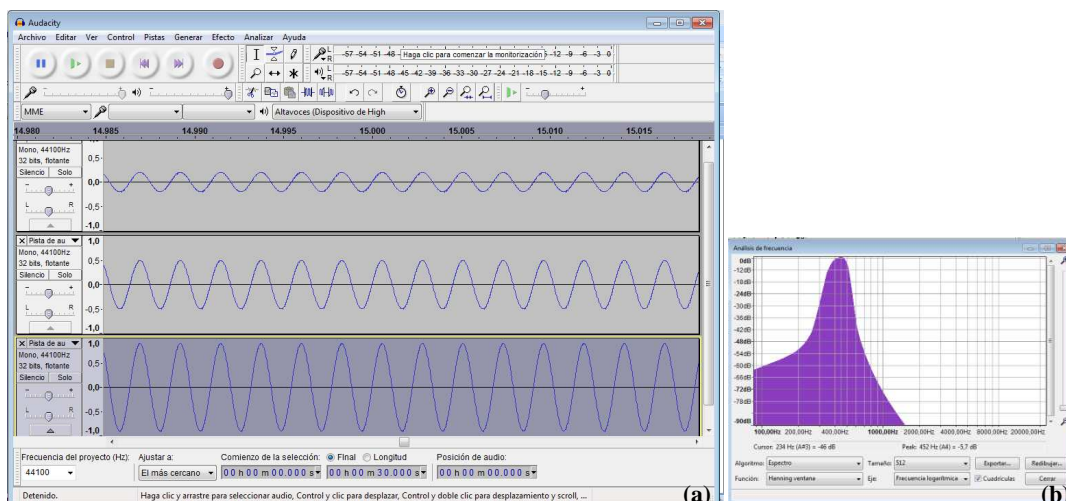 Audacity
Archivo Editar Ver Control Pistas Generar Efecto Analizar Ayuda
-57 -54 -51 -48 Haga clic para comenzar la monitorización -12 -9 -6 -3 0
-57 -54 -51 -48 -45 -42 -39 -36 -33 -30 -27 -24 -21 -18 -15 -12 -9 -6 -3 0
MME Altavoces (Dispositivo de High
14.980 14.985 14.990 14.995 15.000 15.005 15.010 15.015
Mono, 44100Hz
32 bits, flotante
Silencio Solo
- +
L R
0,5
0,0
-0,5
-1,0
X Pista de au
Mono, 44100Hz
32 bits, flotante
Silencio Solo
- +
L R
1,0
0,5
0,0
-0,5
-1,0
X Pista de au
Mono, 44100Hz
32 bits, flotante
Silencio Solo
- +
L R
1,0
0,5
0,0
-0,5
-1,0
Frecuencia del proyecto (Hz): Ajustar a: Comienzo de la selección: Final Longitud Posición de audio:
44100 El más cercano 00 h 00 m 00.000 s 00 h 00 m 30.000 s 00 h 00 m 00.000 s
Detenido. Haga clic y arrastre para seleccionar audio, Control y clic para desplazar, Control y doble clic para desplazamiento y scroll, ...
(a)
Análisis de frecuencia
0dB
-12dB
-18dB
-24dB
-30dB
-36dB
-42dB
-48dB
-54dB
-60dB
-66dB
-72dB
-78dB
-90dB
100,00Hz 200,00Hz 400,00Hz 1000,00Hz 2000,00Hz 4000,00Hz 8000,00Hz 20000,00Hz
Cursor: 234 Hz (A#3) = -46 dB Peak: 452 Hz (A4) = -5,7 dB
Algoritmo: Espectro Tamaño: 512 Exportar... Redibujar...
Función: Hanning ventana Eje: Frecuencia logarítmica Cuadrículas Cerrar
(b)